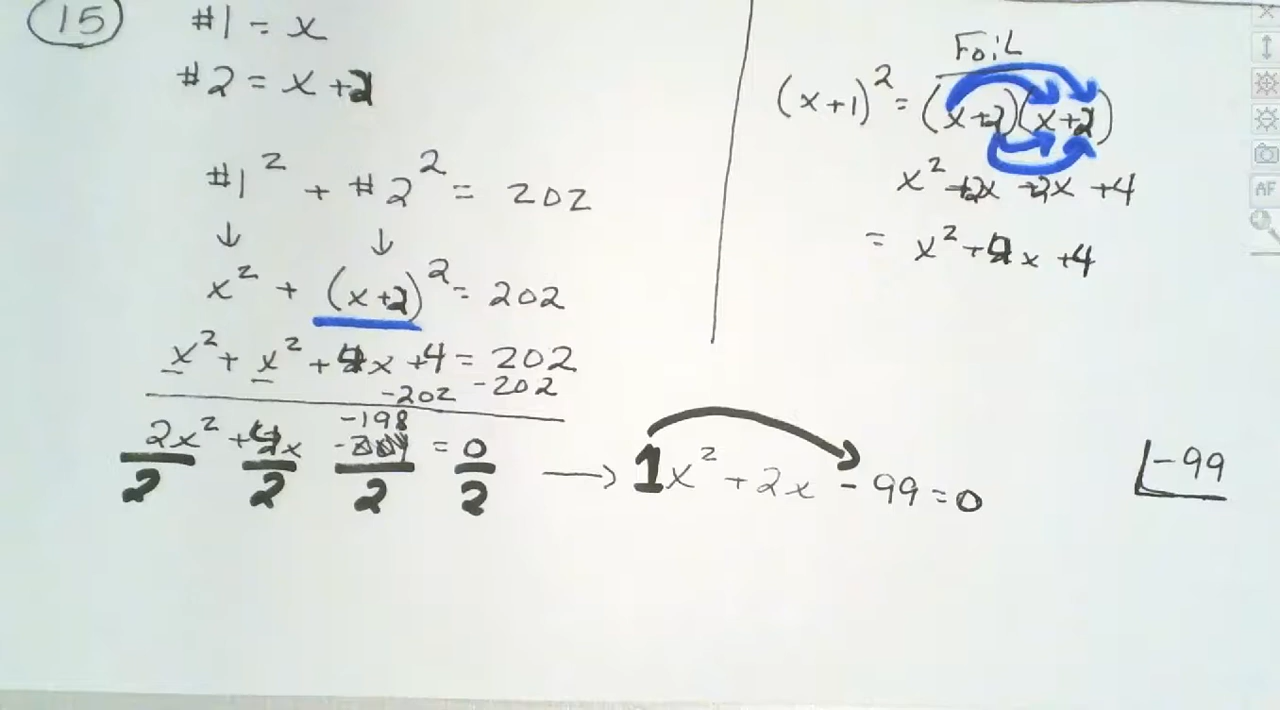 15
#1 = x
#2 = x + 2
#1² + #2² = 202
↓ ↓
x² + (x+2)² = 202
x² + x² + 4x + 4 = 202
-202 -202
-198
2x² + 4x = 0
2 2 2 2
→ 1x² + 2x - 99 = 0
FoiL
(x+1)² = (x+2)(x+2)
x² +2x +2x +4
= x² + 4x + 4
-99
AF